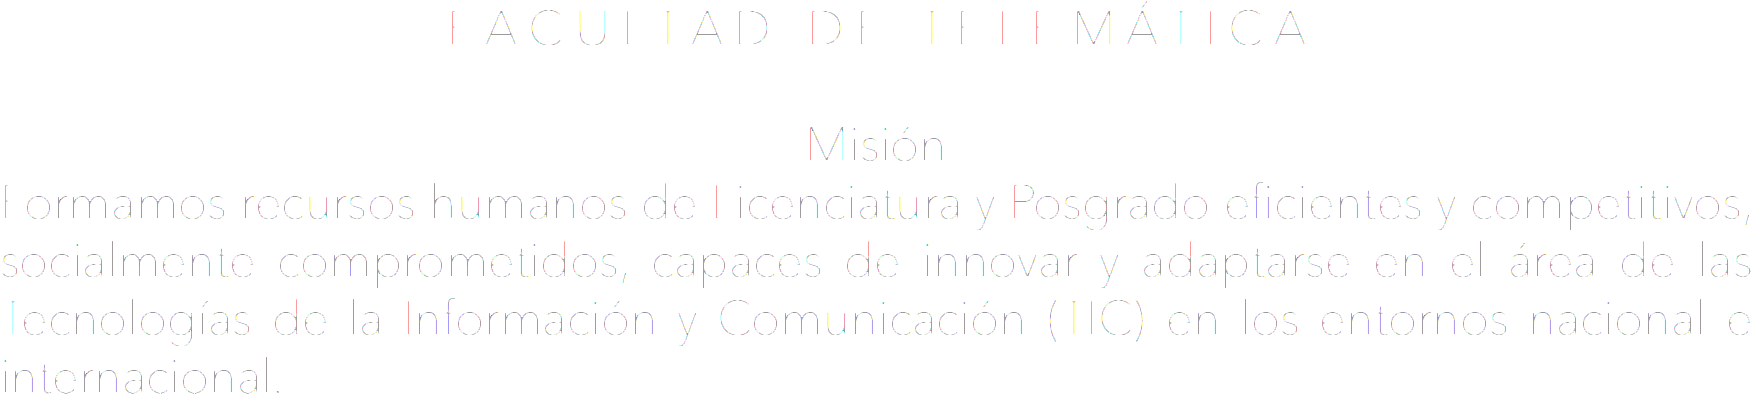 FACULTAD DE TELEMÁTICA
Misión
Formamos recursos humanos de Licenciatura y Posgrado eficientes y competitivos,
socialmente comprometidos, capaces de innovar y adaptarse en el área de las
Tecnologías de la Información y Comunicación (TIC) en los entornos nacional e
internacional.